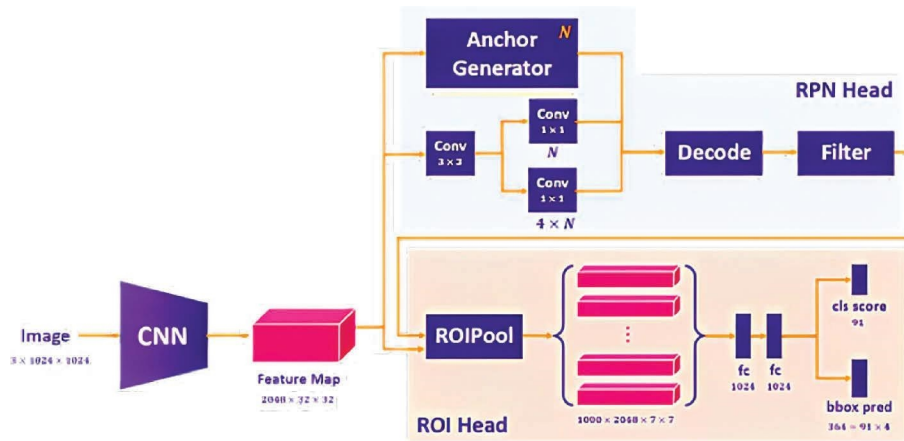 N
Anchor
Generator
RPN Head
Conv
1 × 1
N
Conv
3 × 3
Decode
Filter
Conv
1 × 1
4 × N
Image
3 × 1024 × 1024
CNN
Feature Map
2048 × 32 × 32
ROIPool
⋮
1000 × 2048 × 7 × 7
fc
1024
fc
1024
cls score
91
bbox pred
364 = 91 × 4
ROI Head